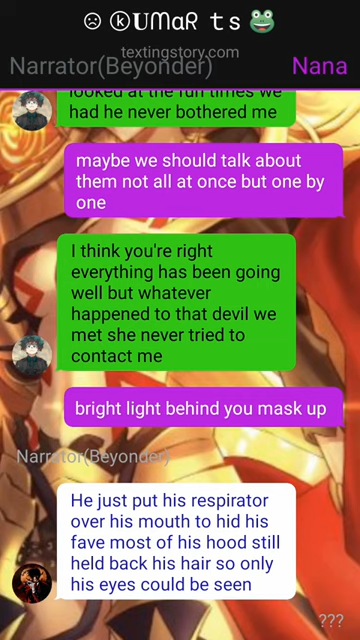 ☹ ⓚ𝐔𝐌αR ｔｓ🐸
textingstory.com
Narrator(Beyonder) Nana
looked at the fun times we
had he never bothered me
maybe we should talk about
them not all at once but one by
one
I think you're right
everything has been going
well but whatever
happened to that devil we
met she never tried to
contact me
bright light behind you mask up
Narrator(Beyonder)
He just put his respirator
over his mouth to hid his
fave most of his hood still
held back his hair so only
his eyes could be seen
???